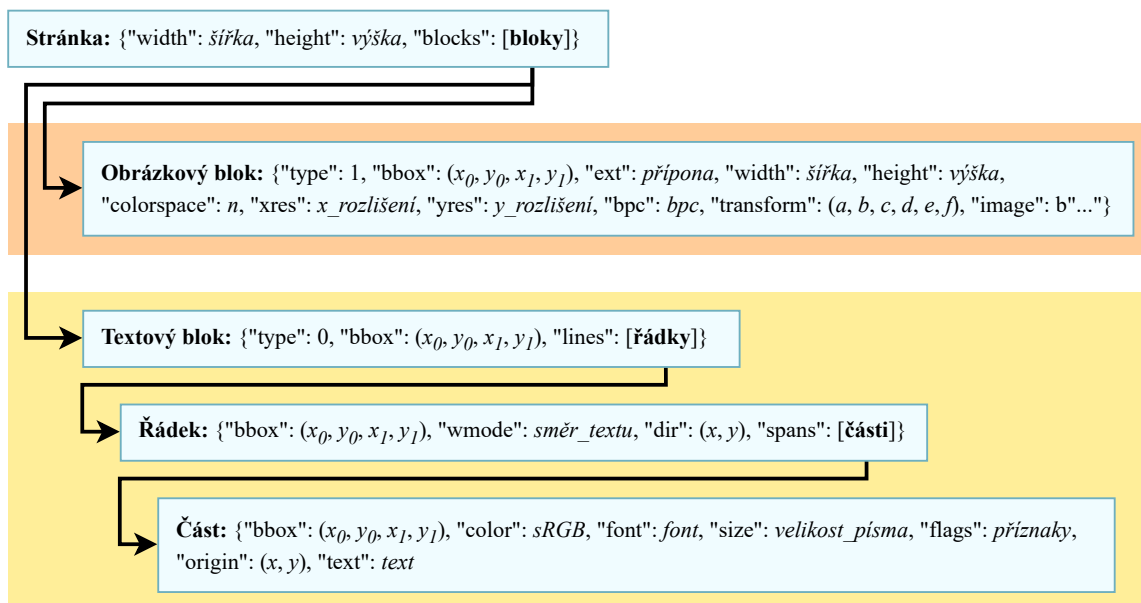 Stránka: {"width": šířka, "height": výška, "blocks": [bloky]}
Obrázkový blok: {"type": 1, "bbox": (x0, y0, x1, y1), "ext": přípona, "width": šířka, "height": výška,
"colorspace": n, "xres": x_rozlišení, "yres": y_rozlišení, "bpc": bpc, "transform": (a, b, c, d, e, f), "image": b"..."}
Textový blok: {"type": 0, "bbox": (x0, y0, x1, y1), "lines": [řádky]}
Řádek: {"bbox": (x0, y0, x1, y1), "wmode": směr_textu, "dir": (x, y), "spans": [části]}
Část: {"bbox": (x0, y0, x1, y1), "color": sRGB, "font": font, "size": velikost_písma, "flags": příznaky,
"origin": (x, y), "text": text